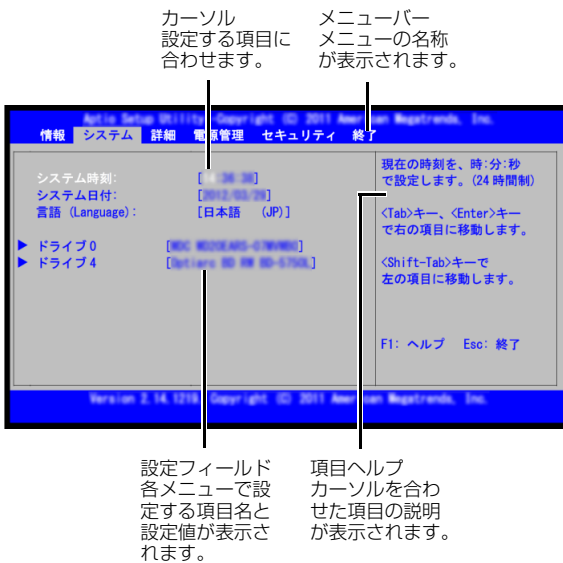 カーソル
設定する項目に
合わせます。
メニューバー
メニューの名称
が表示されます。
Aptio Setup Utility - Copyright (C) 2011 American Megatrends, Inc.
情報 システム 詳細 電源管理 セキュリティ 終了
システム時刻: [ :36:38]
システム日付: [2012/03/29]
言語 (Language): [日本語 (JP)]
▶ ドライブ0
▶ ドライブ4
現在の時刻を、時:分:秒
で設定します。(24時間制)
<Tab>キー、<Enter>キー
で右の項目に移動します。
<Shift-Tab>キーで
左の項目に移動します。
F1: ヘルプ Esc: 終了
Version 2.14.1219. Copyright (C) 2011 American Megatrends, Inc.
設定フィールド
各メニューで設
定する項目名と
設定値が表示さ
れます。
項目ヘルプ
カーソルを合わ
せた項目の説明
が表示されます。